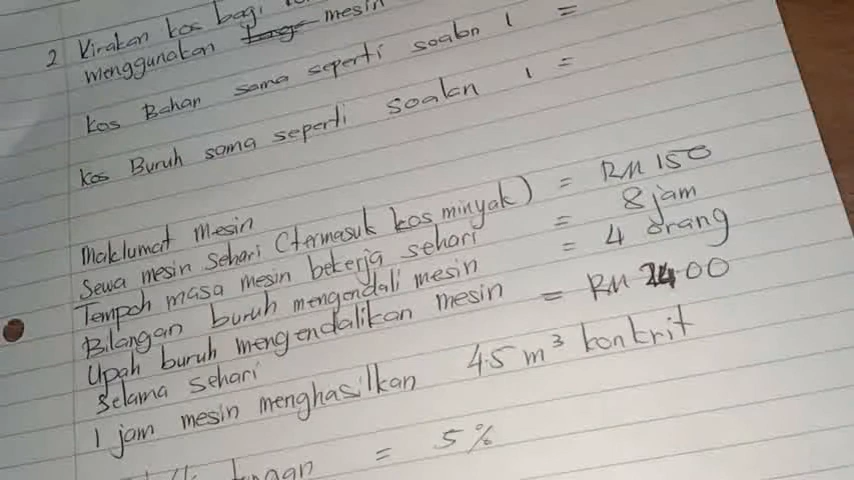 2 Kirakan kos bagi
menggunakan mesin
Kos Bahan sama seperti soalan 1 =
Kos Buruh sama seperti soalan 1 =
Maklumat mesin
Sewa mesin sehari (termasuk kos minyak) = RM 150
Tempoh masa mesin bekerja sehari = 8 jam
Bilangan buruh mengendali mesin = 4 orang
Upah buruh mengendalikan mesin = RM 2400
Selama sehari
1 jam mesin menghasilkan 4.5 m³ konkrit
= 5%